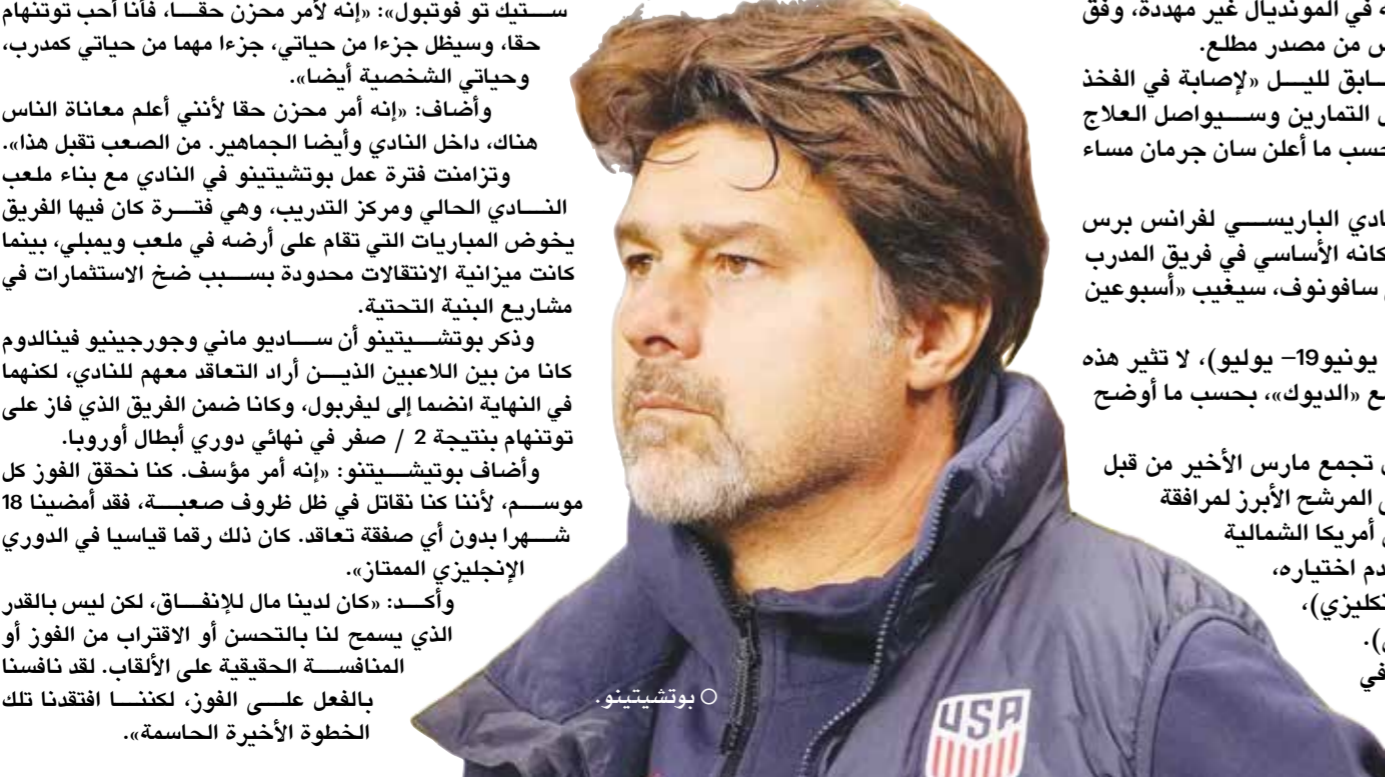 ه في المونديال غير مهددة، وفق
س من مصدر مطلع.
ـابق لليل «لإصابة في الفخذ
التمارين وسيواصل العلاج
حسب ما أعلن سان جرمان مساء
ادي الباريسي لفرانس برس
كانه الأساسي في فريق المدرب
سافونوف، سيغيب «أسبوعين
يونيو19– يوليو)، لا تثير هذه
ـع «الديوك»، بحسب ما أوضح
تجمع مارس الأخير من قبل
المرشح الأبرز لمرافقة
أمريكا الشمالية
ـدم اختياره،
ـكليزي)،
).
في
ستيك تو فوتبول»: «إنه لأمر محزن حقا، فأنا أحب توتنهام
حقا، وسيظل جزءا من حياتي، جزءا مهما من حياتي كمدرب،
وحياتي الشخصية أيضا».
وأضاف: «إنه أمر محزن حقا لأنني أعلم معاناة الناس
هناك، داخل النادي وأيضا الجماهير. من الصعب تقبل هذا».
وتزامنت فترة عمل بوتشيتينو في النادي مع بناء ملعب
النادي الحالي ومركز التدريب، وهي فترة كان فيها الفريق
يخوض المباريات التي تقام على أرضه في ملعب ويمبلي، بينما
كانت ميزانية الانتقالات محدودة بسبب ضخ الاستثمارات في
مشاريع البنية التحتية.
وذكر بوتشيتينو أن ساديو ماني وجورجينيو فينالدوم
كانا من بين اللاعبين الذين أراد التعاقد معهم للنادي، لكنهما
في النهاية انضما إلى ليفربول، وكانا ضمن الفريق الذي فاز على
توتنهام بنتيجة 2 / صفر في نهائي دوري أبطال أوروبا.
وأضاف بوتيشيتنو: «إنه أمر مؤسف. كنا نحقق الفوز كل
موسم، لأننا كنا نقاتل في ظل ظروف صعبة، فقد أمضينا 18
شهرا بدون أي صفقة تعاقد. كان ذلك رقما قياسيا في الدوري
الإنجليزي الممتاز».
وأكد: «كان لدينا مال للإنفاق، لكن ليس بالقدر
الذي يسمح لنا بالتحسن أو الاقتراب من الفوز أو
المنافسة الحقيقية على الألقاب. لقد نافسنا
بالفعل على الفوز، لكننا افتقدنا تلك
الخطوة الأخيرة الحاسمة».
○ بوتشيتينو.
USA